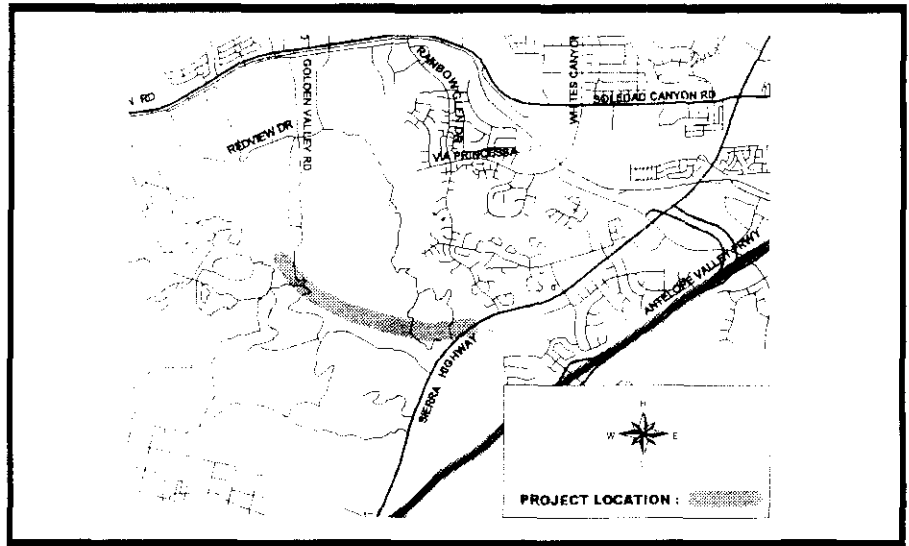 N RD
GOLDEN VALLEY RD
RAINBOW GLEN DR
WHITES CANYON
SOLEDAD CANYON RD
REDVIEW DR
VIA PRINCESSA
ANTELOPE VALLEY FRWY
SIERRA HIGHWAY
N
W E
PROJECT LOCATION :